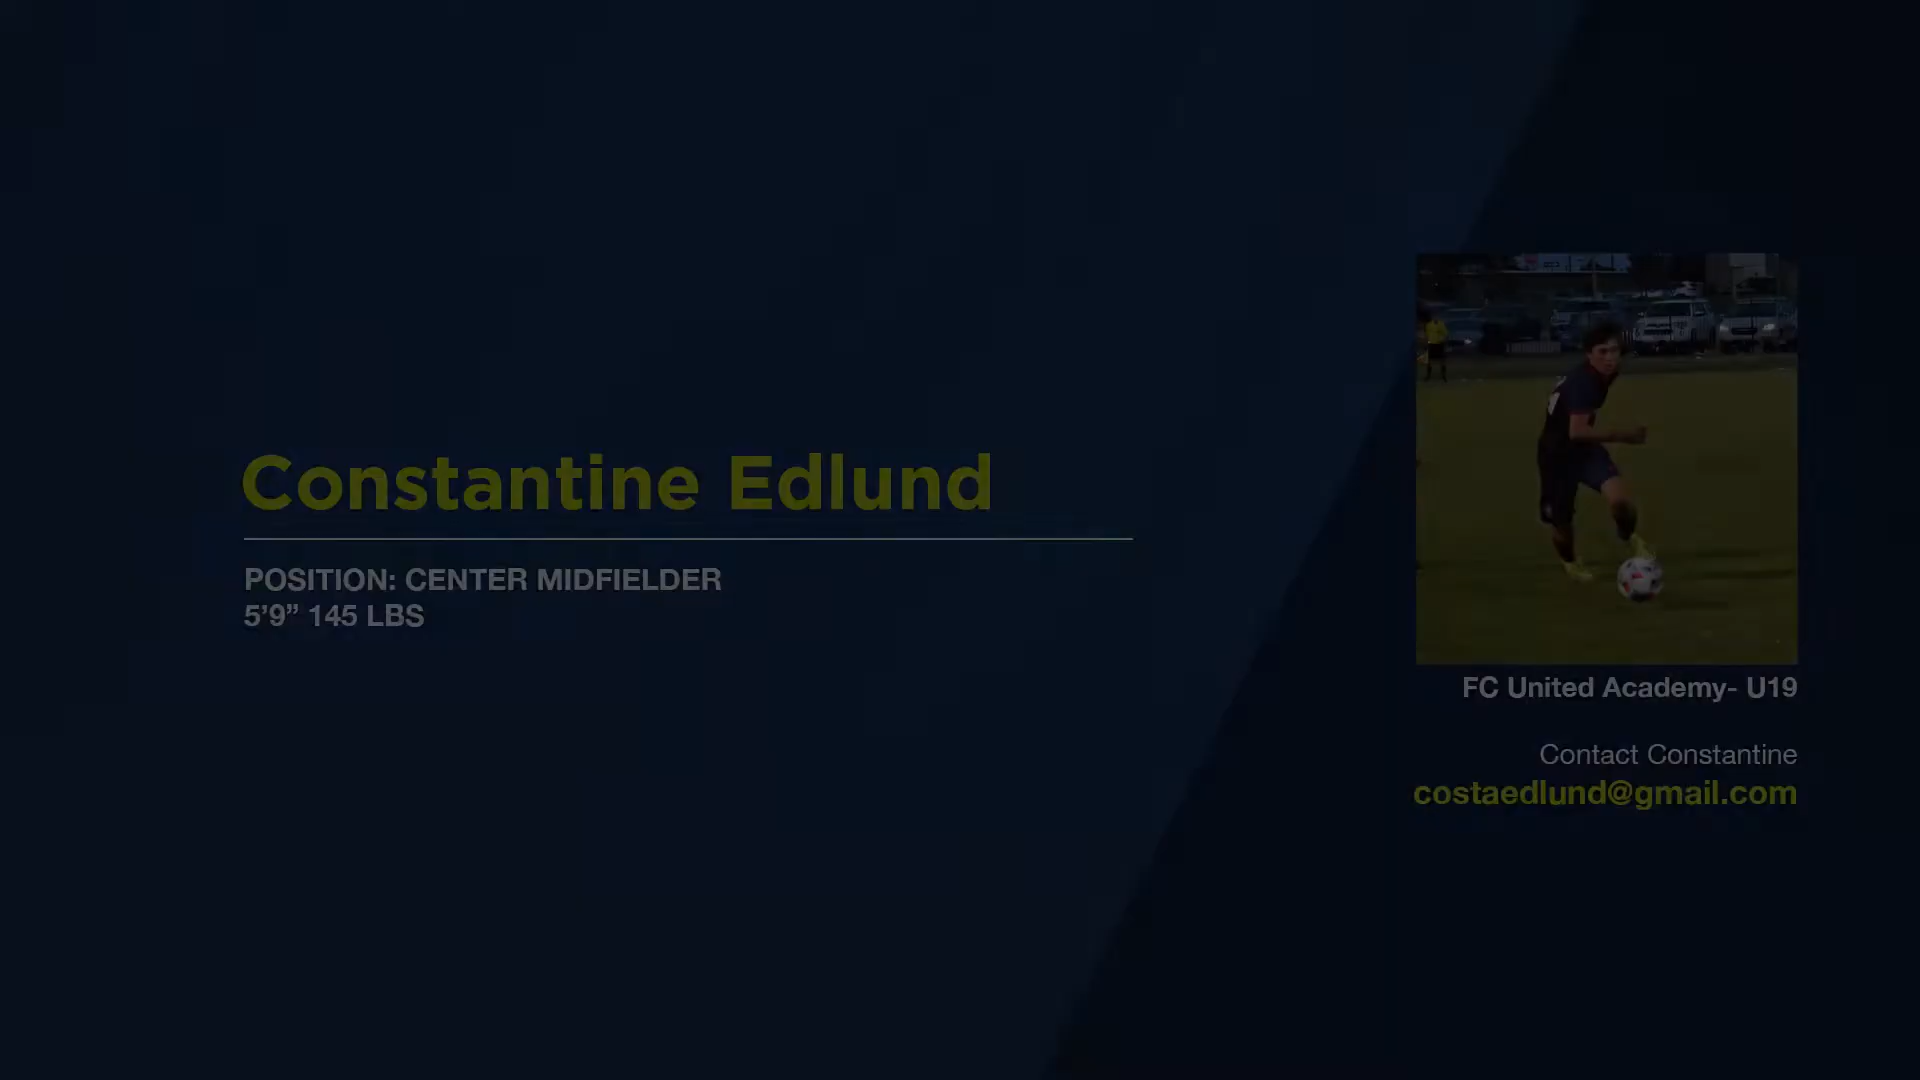 Constantine Edlund
POSITION: CENTER MIDFIELDER
5’9” 145 LBS
FC United Academy- U19
Contact Constantine
costaedlund@gmail.com